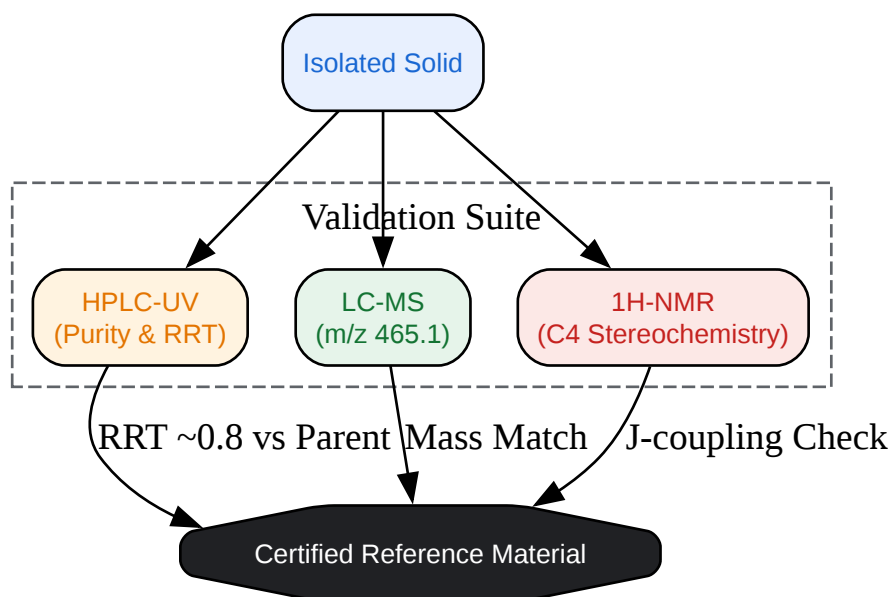 Isolated Solid
Validation Suite
HPLC-UV
(Purity & RRT)
LC-MS
(m/z 465.1)
1H-NMR
(C4 Stereochemistry)
RRT ~0.8 vs Parent
Mass Match
J-coupling Check
Certified Reference Material